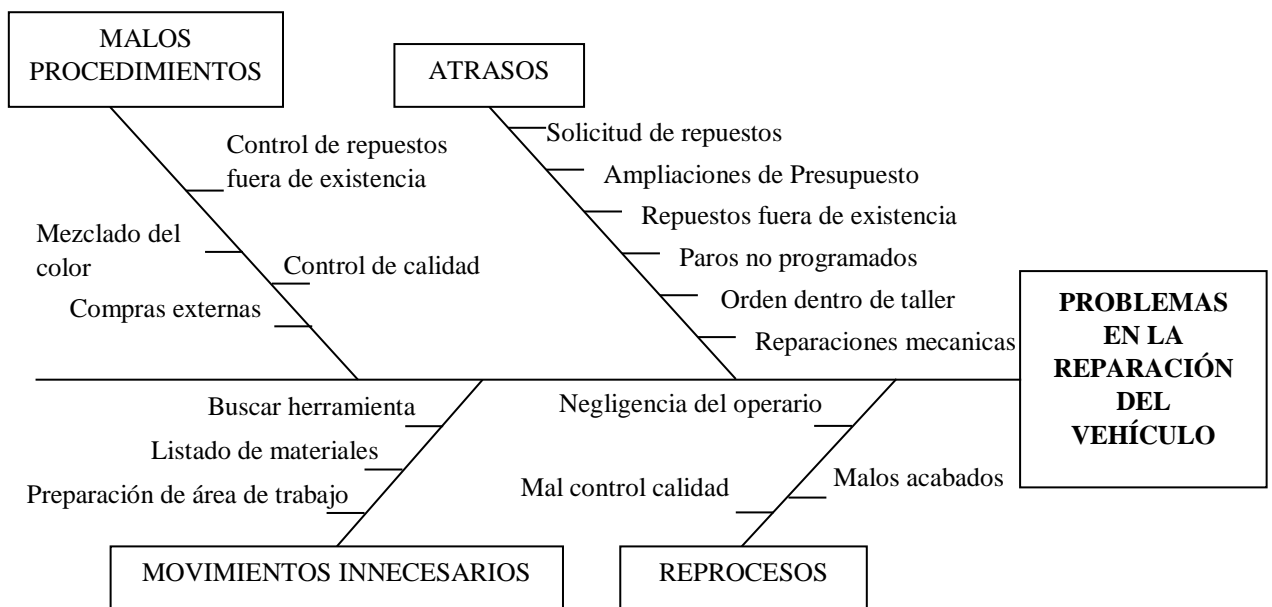 MALOS
PROCEDIMIENTOS
ATRASOS
Control de repuestos
fuera de existencia
Mezclado del
color
Control de calidad
Compras externas
Solicitud de repuestos
Ampliaciones de Presupuesto
Repuestos fuera de existencia
Paros no programados
Orden dentro de taller
Reparaciones mecanicas
PROBLEMAS
EN LA
REPARACIÓN
DEL
VEHÍCULO
Buscar herramienta
Listado de materiales
Preparación de área de trabajo
Negligencia del operario
Mal control calidad
Malos acabados
MOVIMIENTOS INNECESARIOS
REPROCESOS